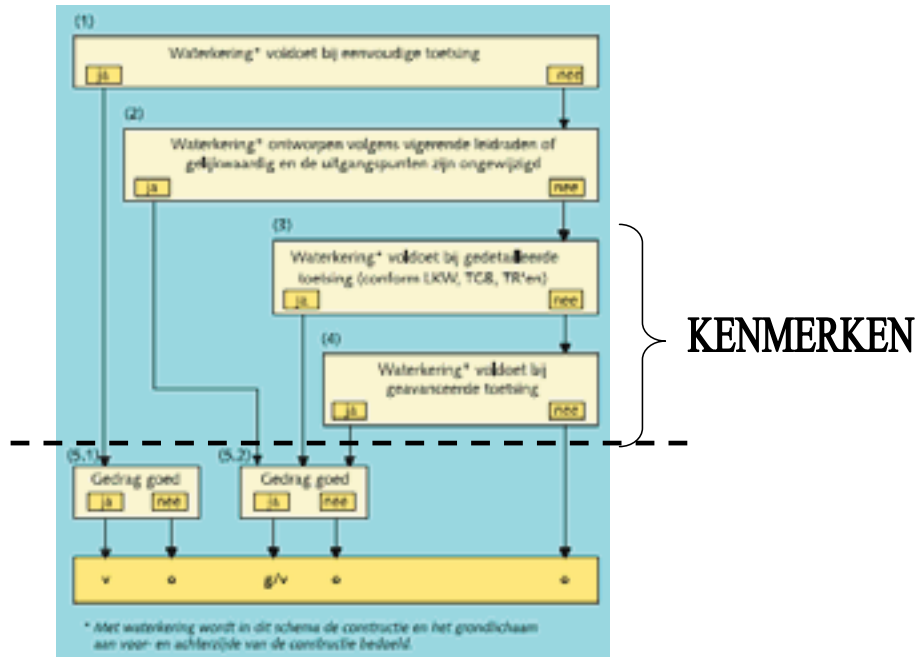 (1)
Waterkering* voldoet bij eenvoudige toetsing
ja
nee
(2)
Waterkering* ontworpen volgens vigerende leidraden of
gelijkwaardig en de uitgangspunten zijn ongewijzigd
ja
nee
(3)
Waterkering* voldoet bij gedetailleerde
toetsing (conform LKW, TGB, TR'en)
ja
nee
KENMERKEN
(4)
Waterkering* voldoet bij
geavanceerde toetsing
ja
nee
(5.1)
Gedrag goed
ja
nee
(5.2)
Gedrag goed
ja
nee
v
o
g/v
o
o
* Met waterkering wordt in dit schema de constructie en het grondlichaam
aan voor- en achterzijde van de constructie bedoeld.